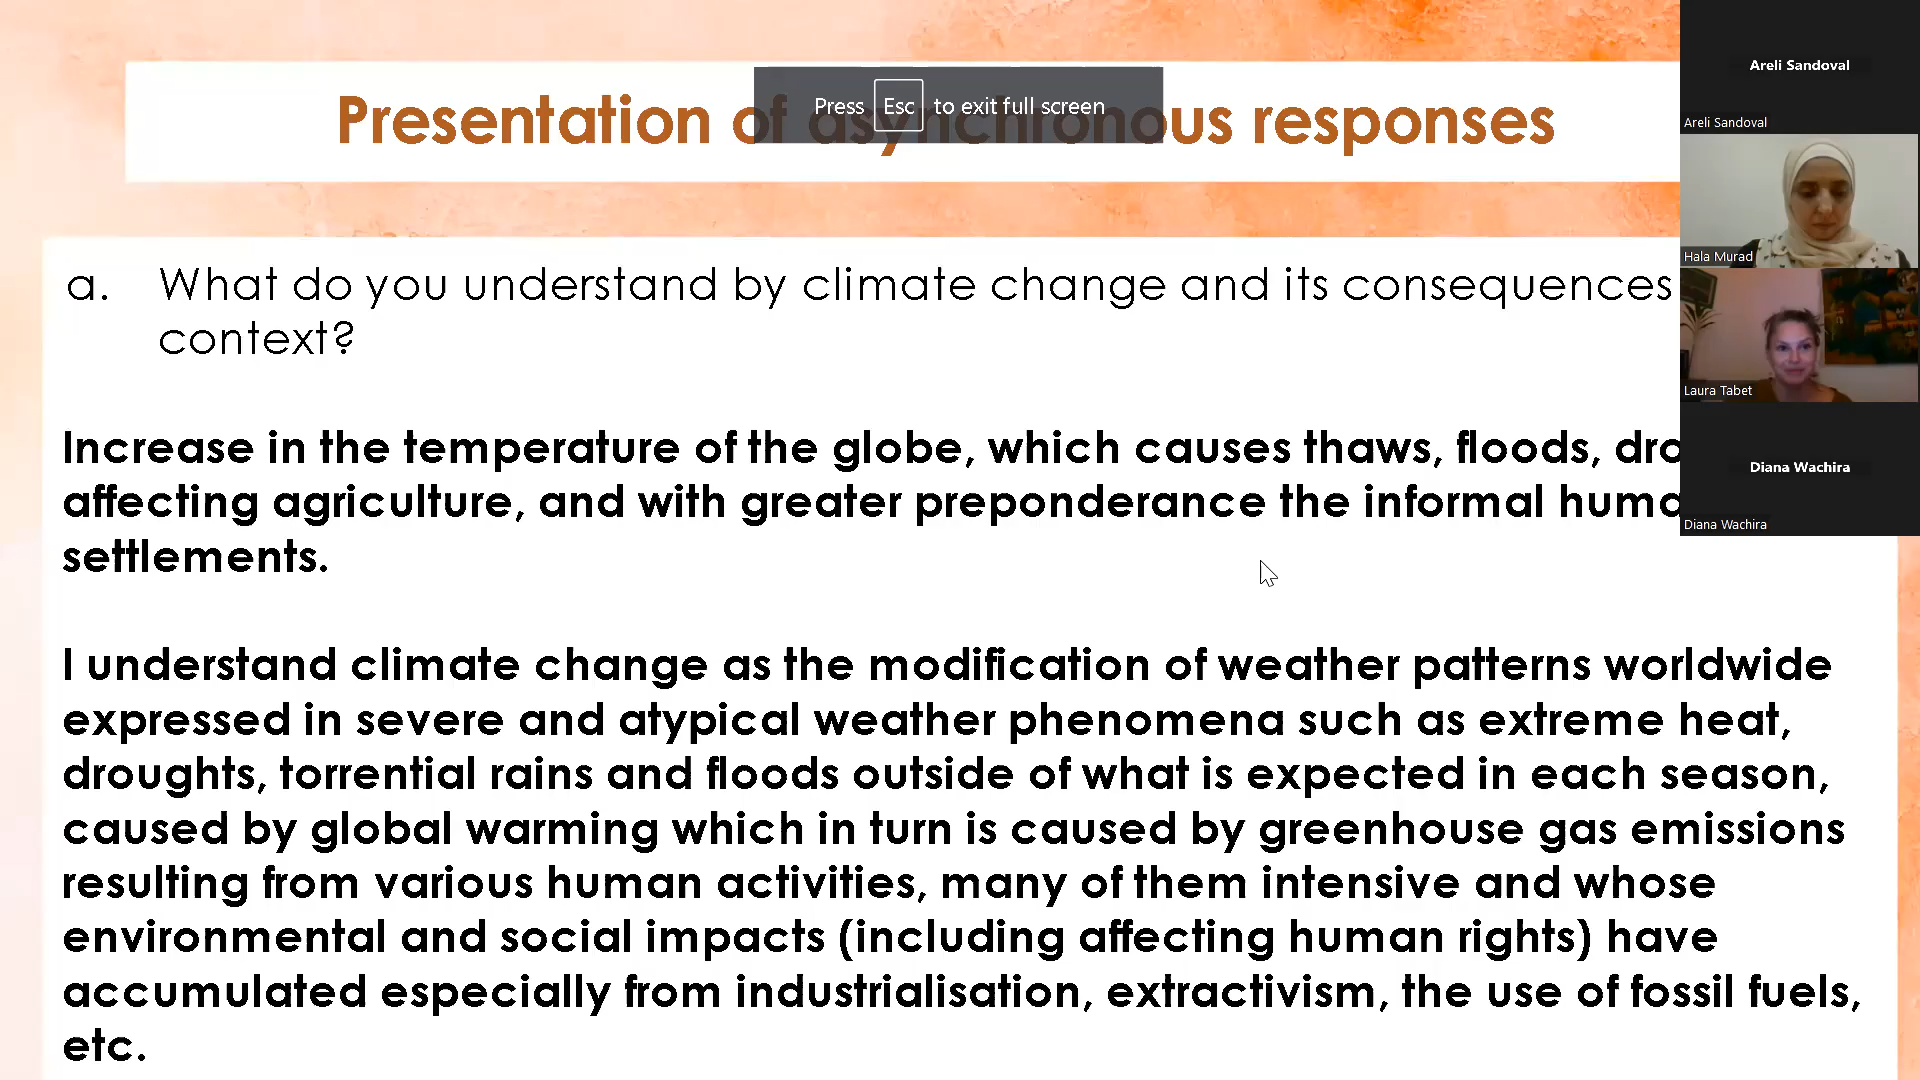 Presentation of asynchronous responses
Press Esc to exit full screen
a. What do you understand by climate change and its consequences
context?
Increase in the temperature of the globe, which causes thaws, floods,
affecting agriculture, and with greater preponderance the informal
settlements.
I understand climate change as the modification of weather patterns worldwide
expressed in severe and atypical weather phenomena such as extreme heat,
droughts, torrential rains and floods outside of what is expected in each season,
caused by global warming which in turn is caused by greenhouse gas emissions
resulting from various human activities, many of them intensive and whose
environmental and social impacts (including affecting human rights) have
accumulated especially from industrialisation, extractivism, the use of fossil fuels,
etc.
Areli Sandoval
Areli Sandoval
Hala Murad
Laura Tabet
Diana Wachira
Diana Wachira